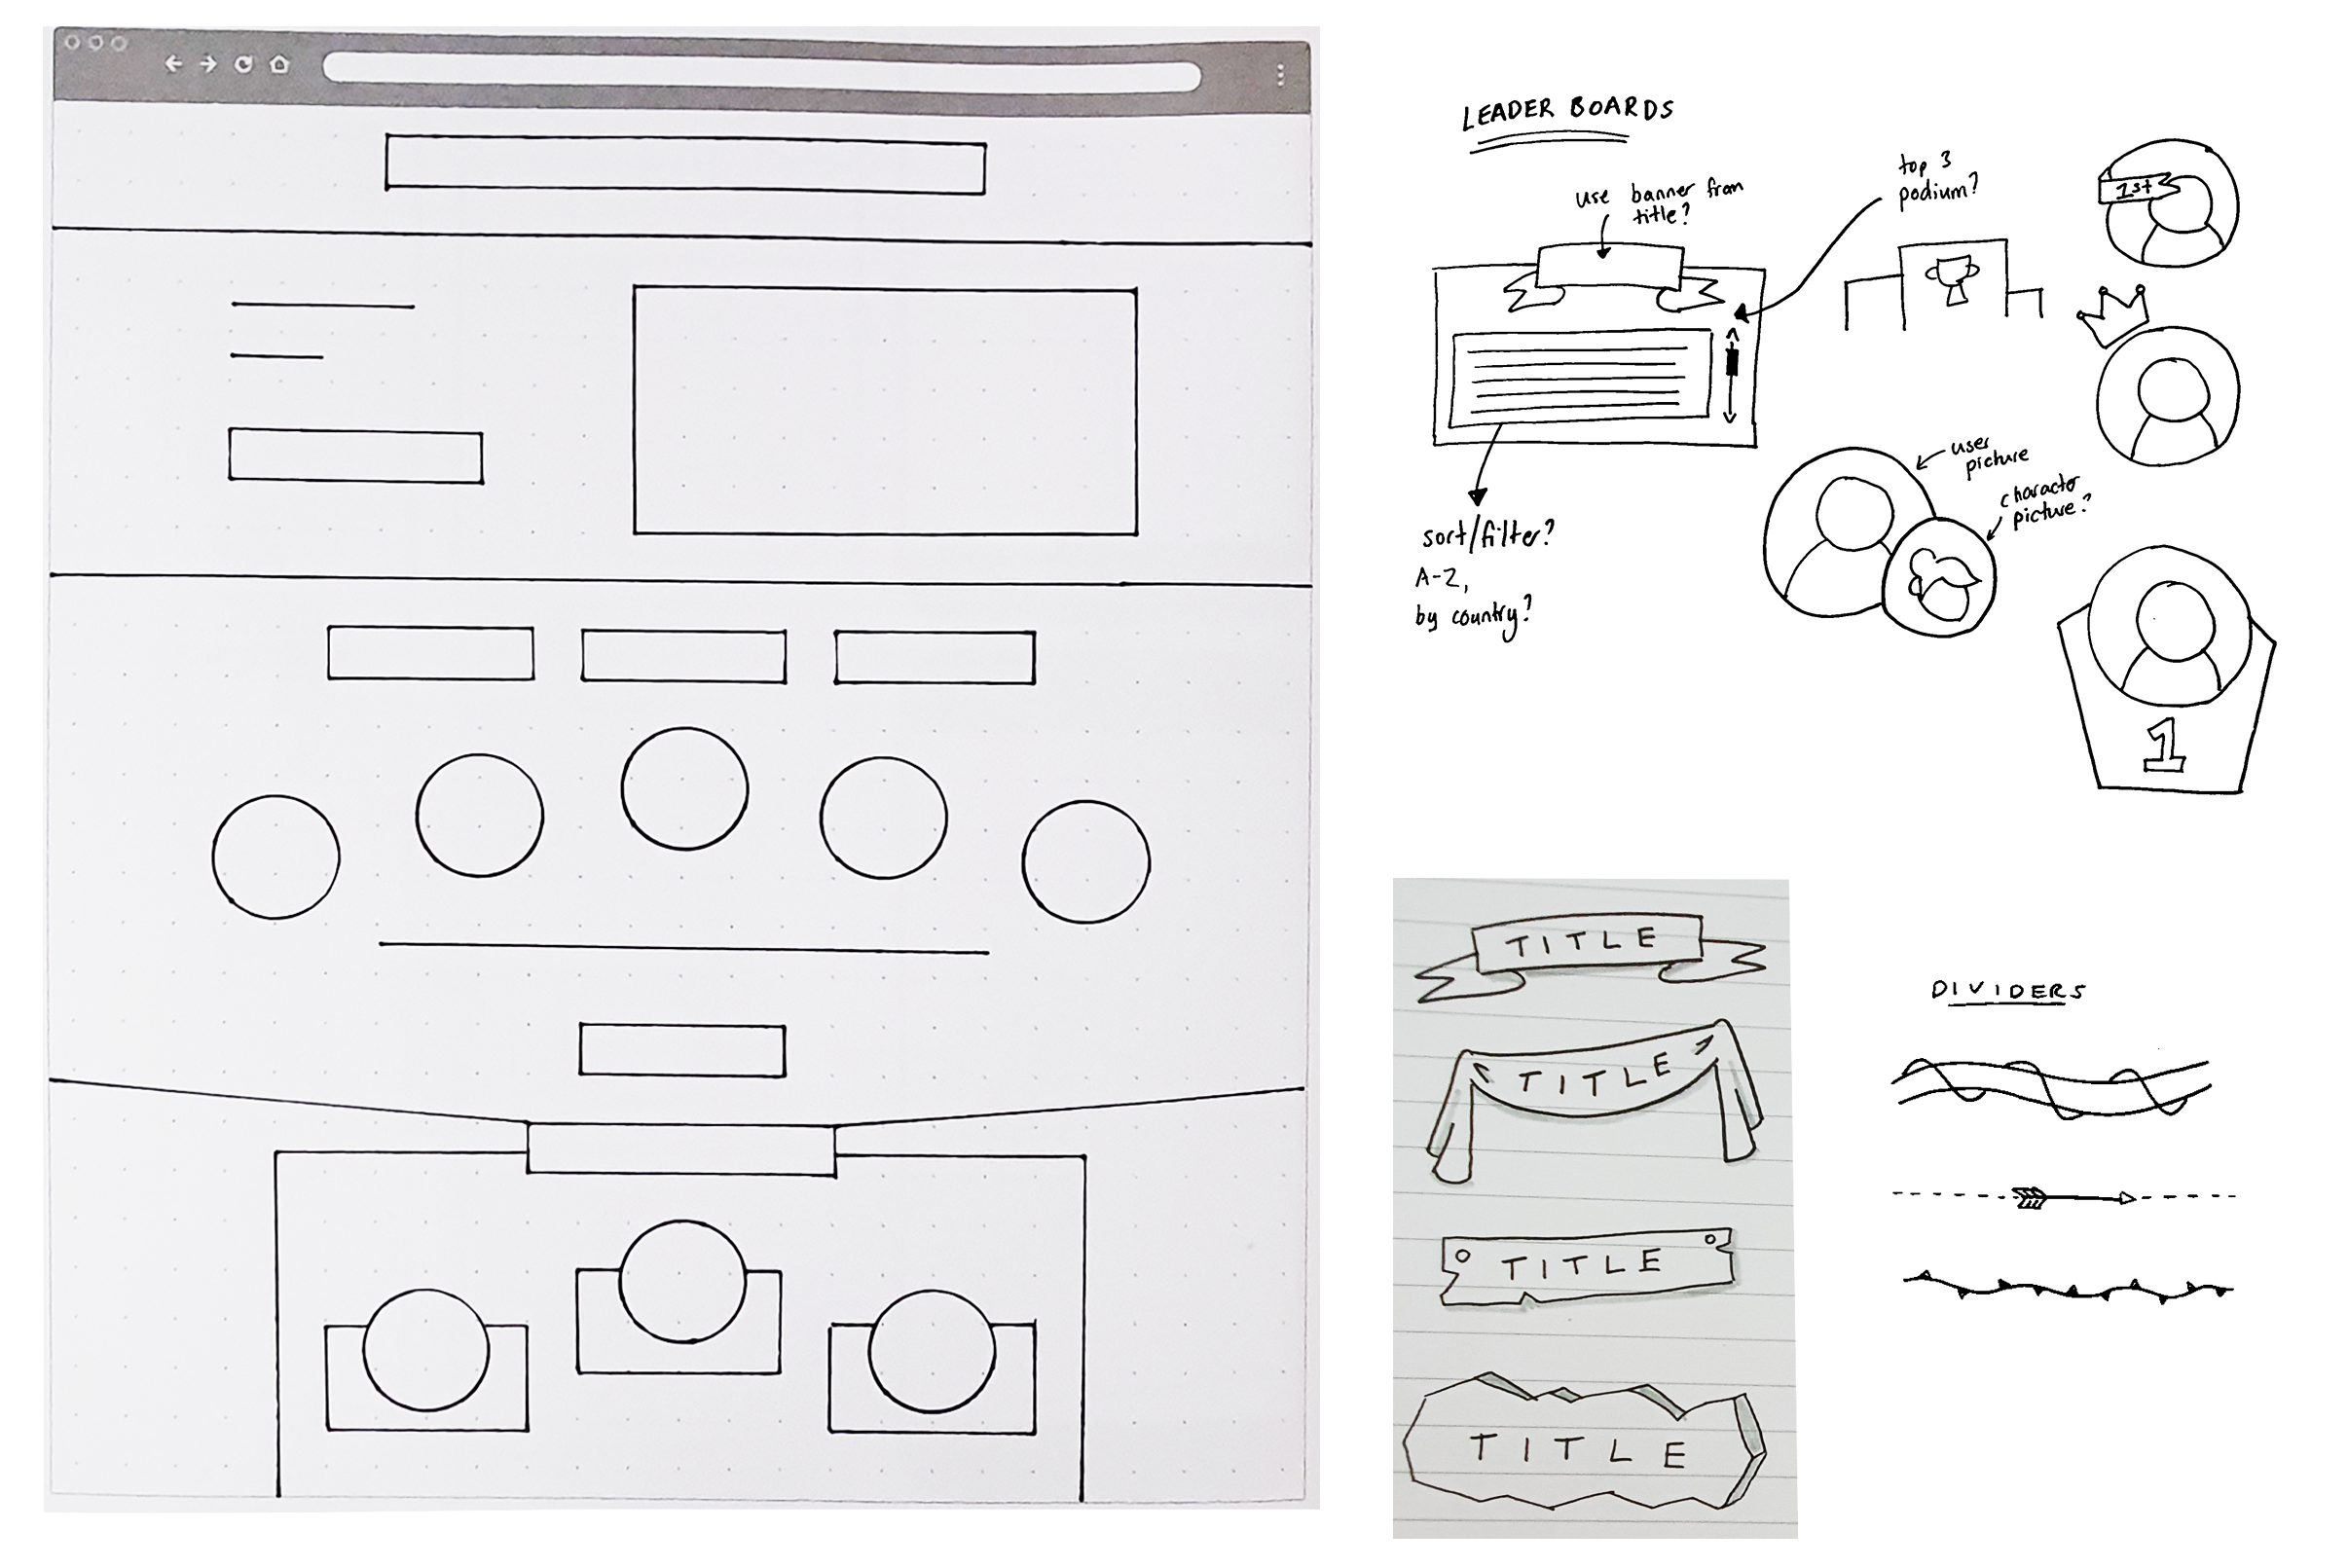 LEADER BOARDS
use banner from
title?
top 3
podium?
1st
user
picture
character
picture?
sort/filter?
A-Z,
by country?
1
TITLE
TITLE
TITLE
TITLE
DIVIDERS